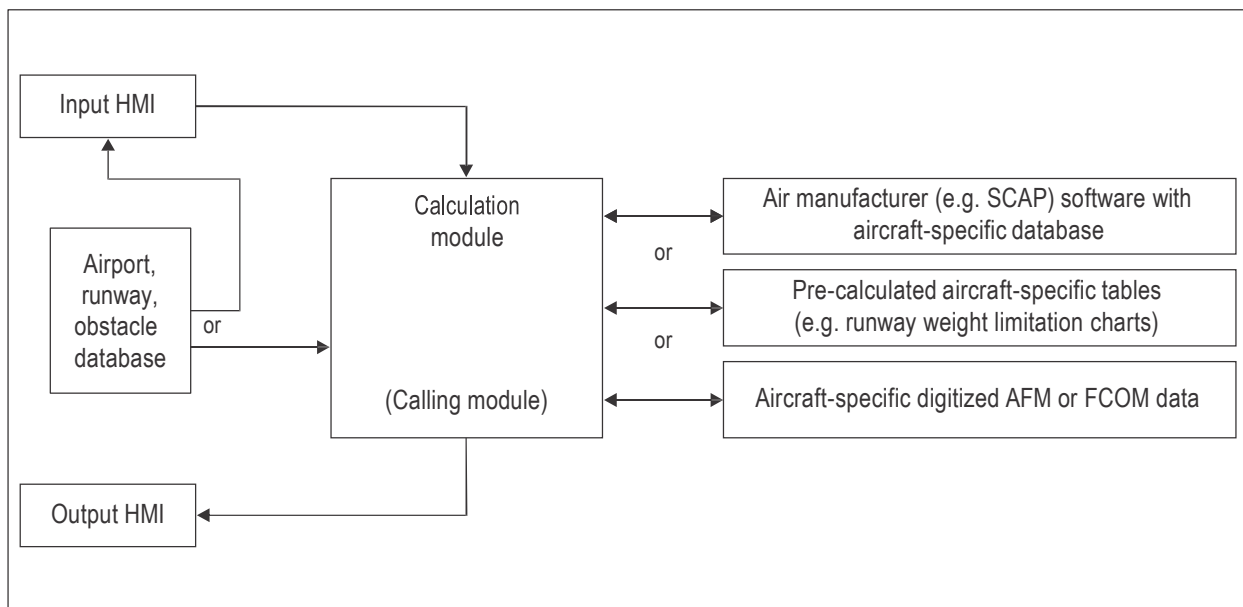 Input HMI
Airport,
runway,
obstacle
database
or
Output HMI
Calculation
module
(Calling module)
Air manufacturer (e.g. SCAP) software with
aircraft-specific database
or
Pre-calculated aircraft-specific tables
(e.g. runway weight limitation charts)
or
Aircraft-specific digitized AFM or FCOM data